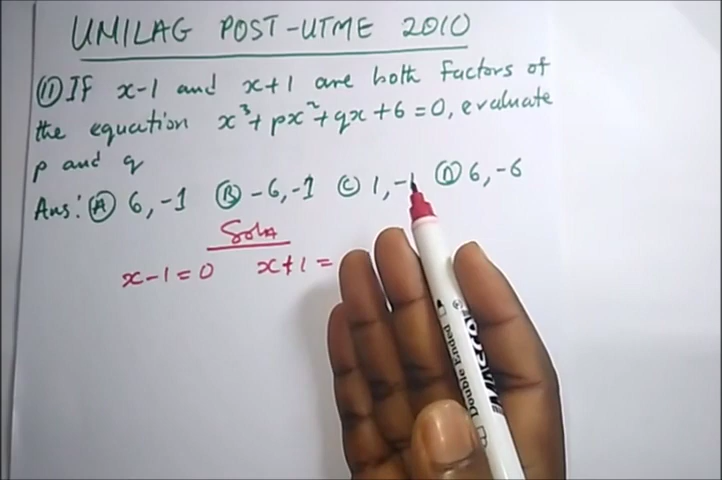 UMILAG POST-UTME 2010
⑪ If x-1 and x+1 are both factors of
the equation x³+px²+qx+6=0, evaluate
p and q
Ans: Ⓐ 6, -1 Ⓑ -6, -1 Ⓒ 1, -1 Ⓓ 6, -6
Soln
x-1=0 x+1=
Double Ended